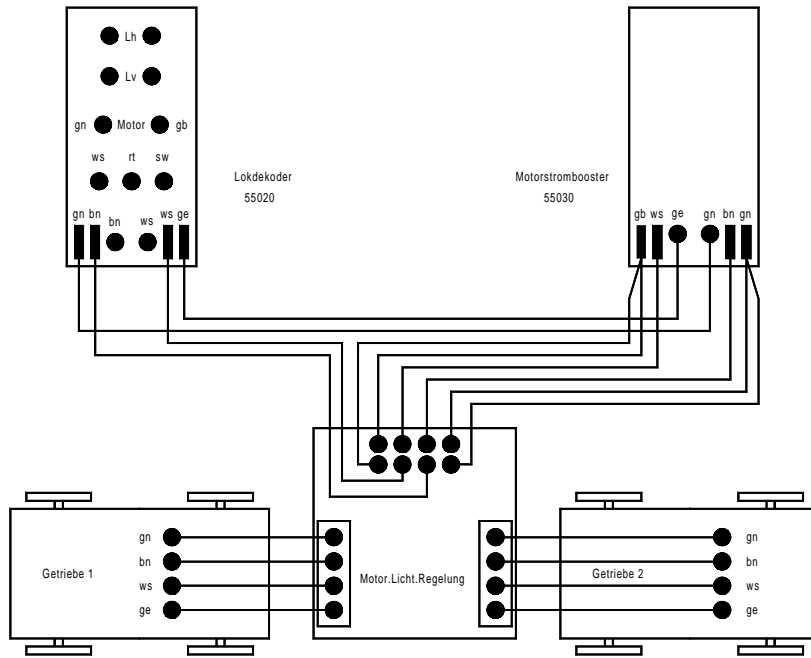 Lh
Lv
gn Motor gb
ws rt sw
gn bn bn ws ws ge
Lokdekoder
55020
Motorstrombooster
55030
gb ws ge gn bn gn
gn
bn
Getriebe 1
ws
ge
Motor.Licht.Regelung
gn
bn
Getriebe 2
ws
ge